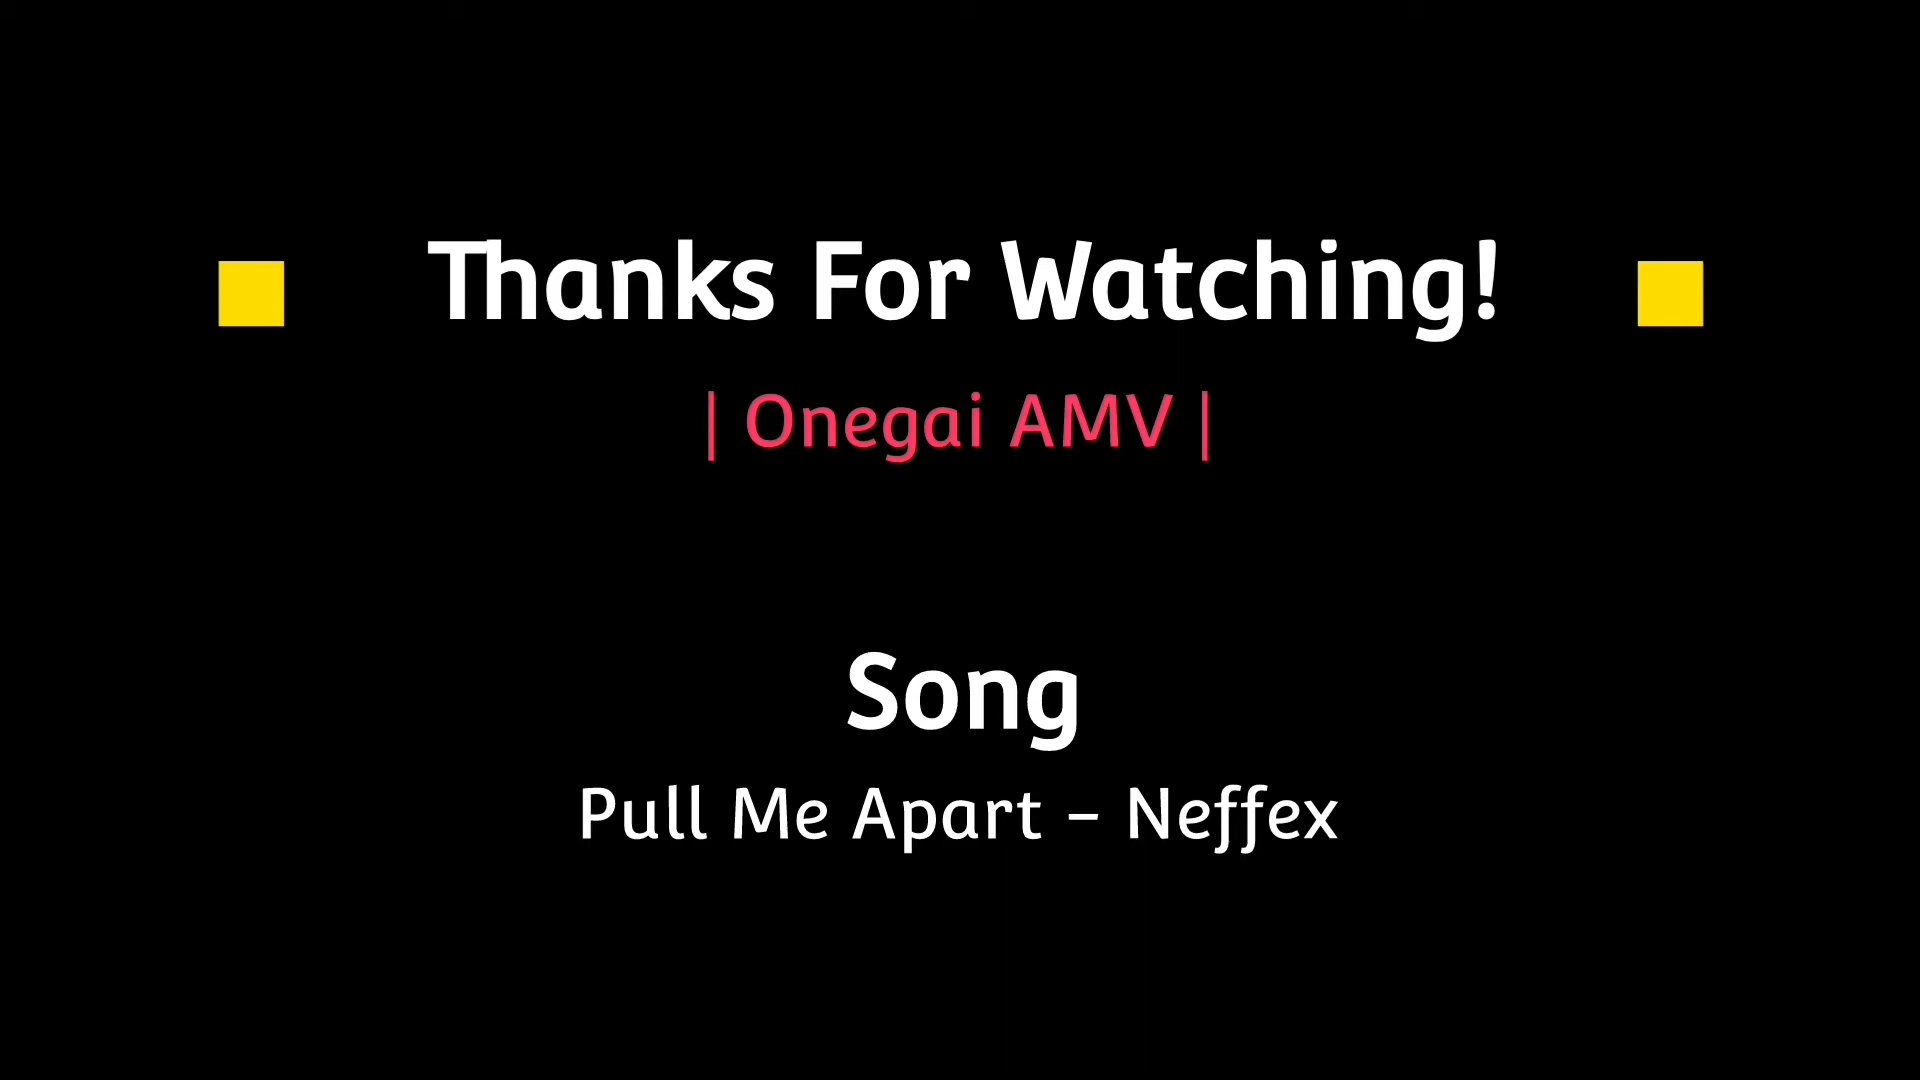 Thanks For Watching!
| Onegai AMV |
Song
Pull Me Apart – Neffex